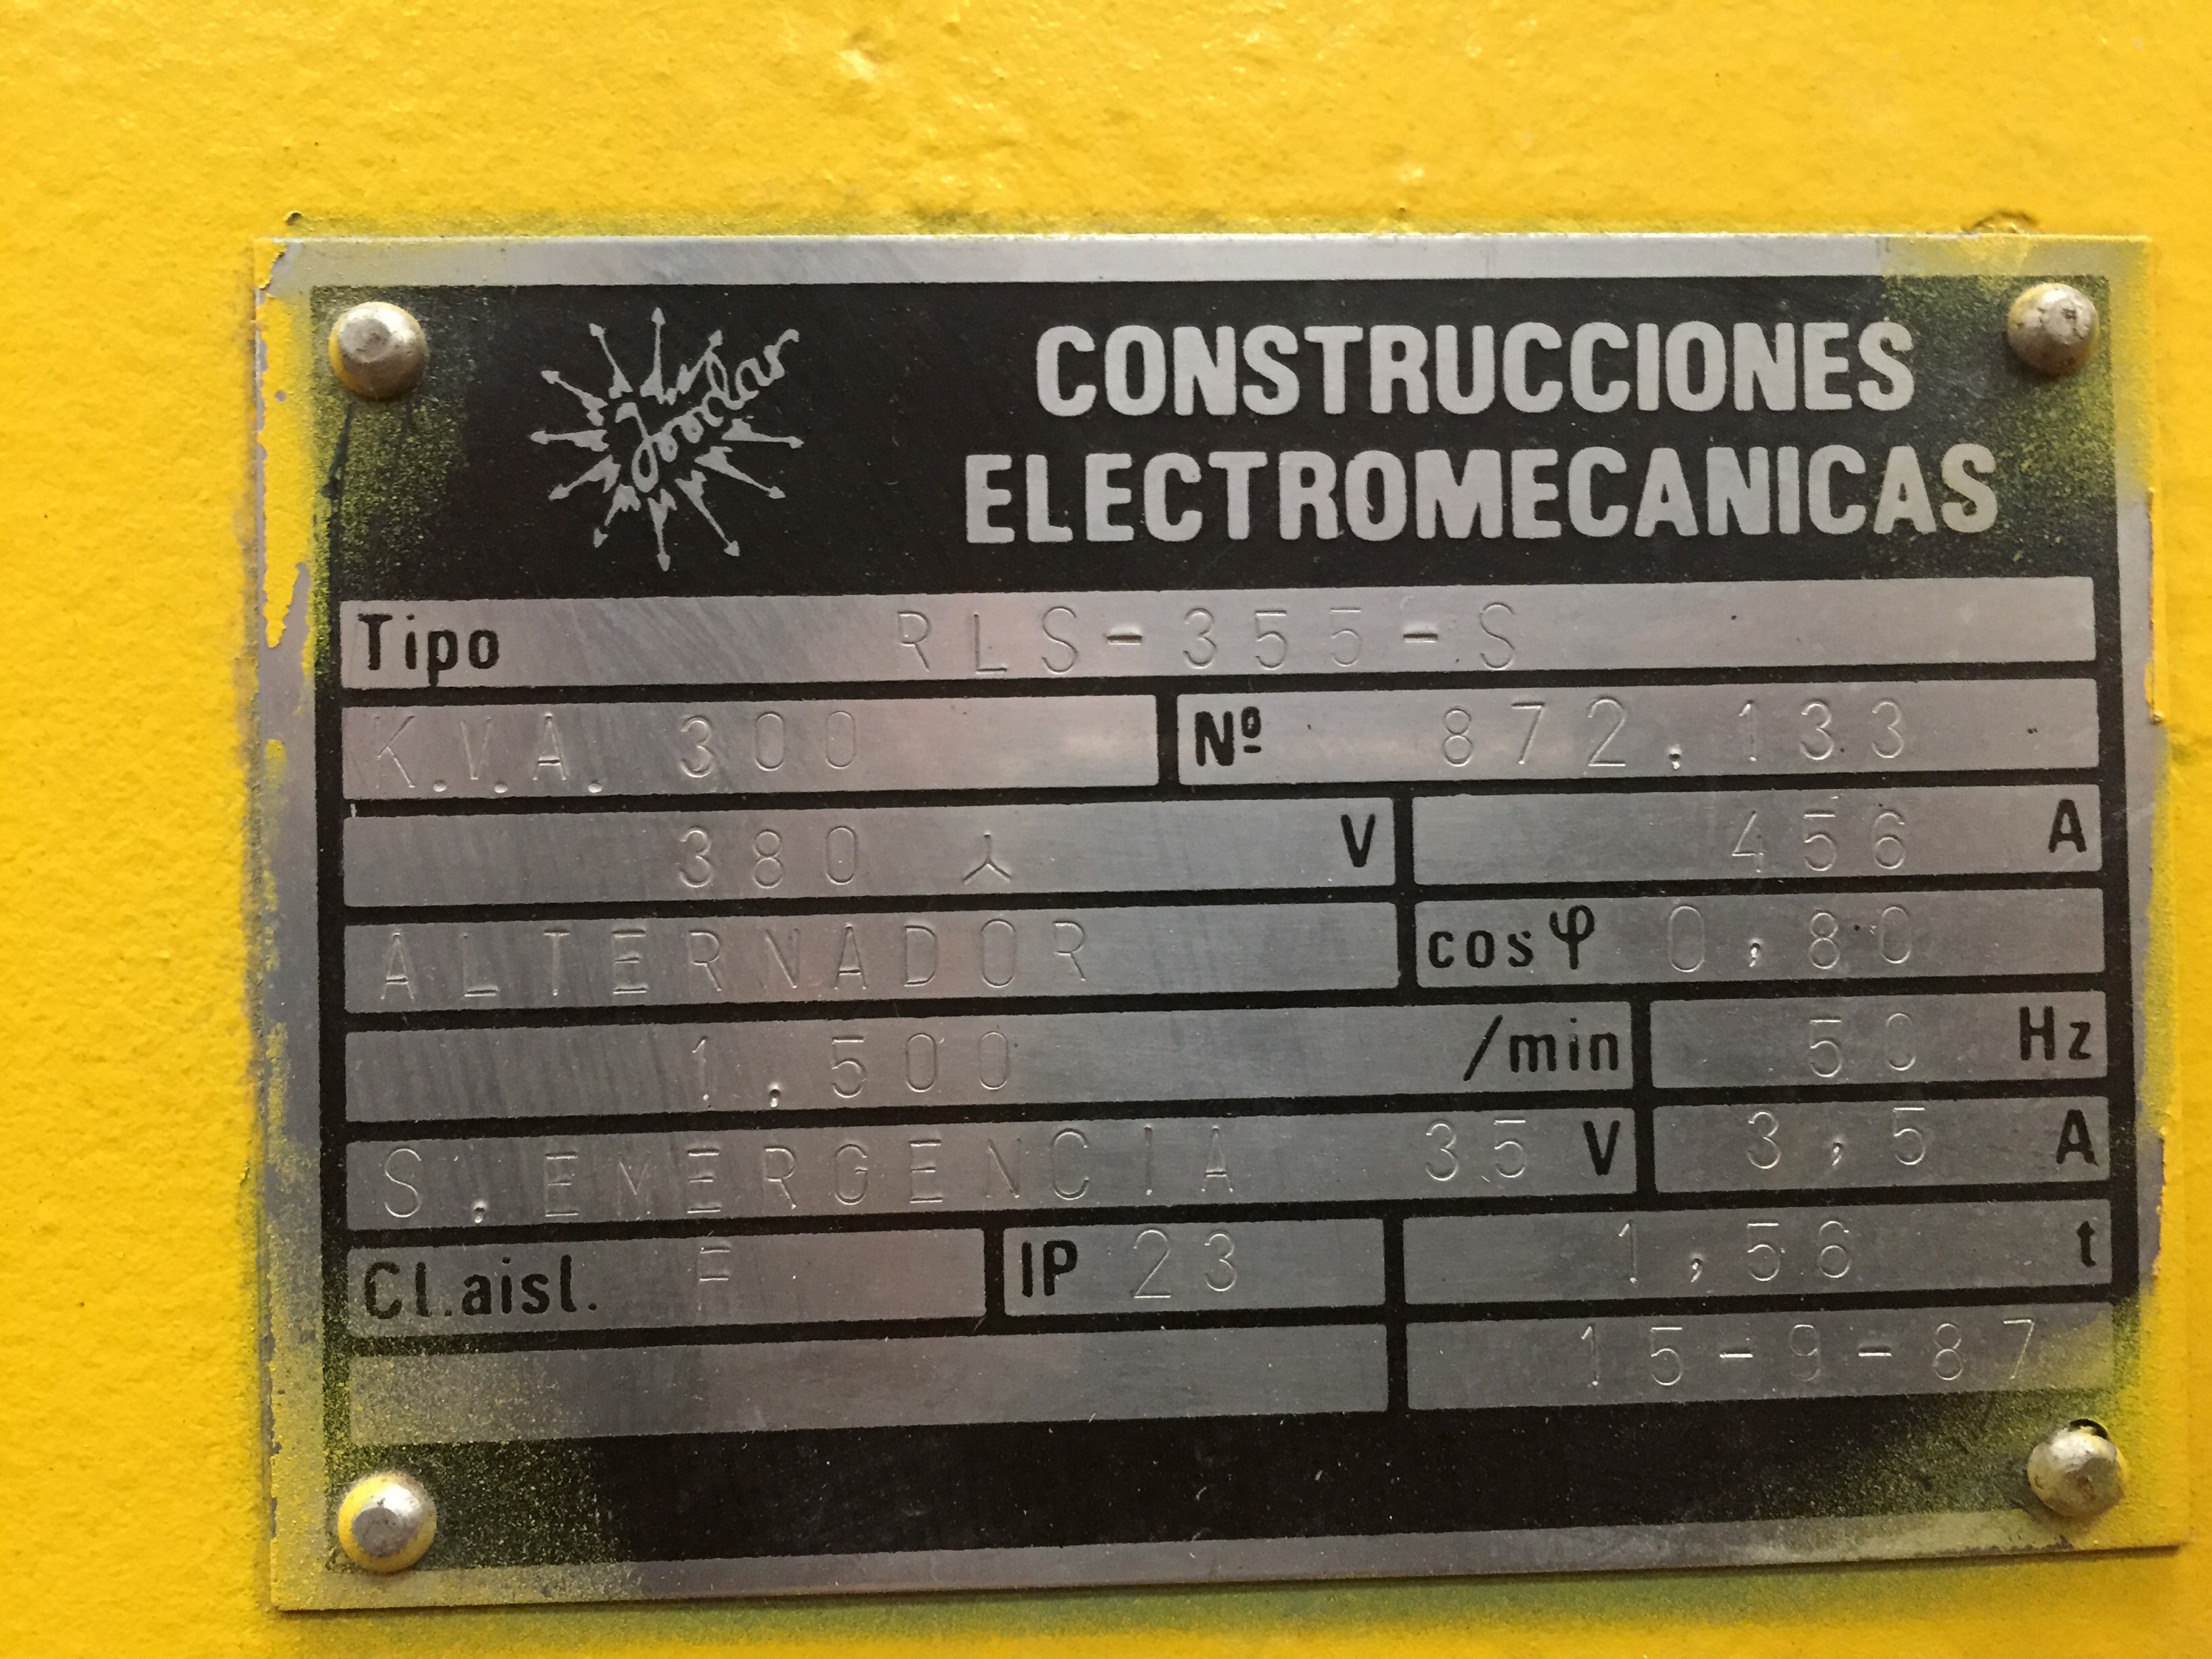 CONSTRUCCIONES
ELECTROMECANICAS
Tipo RLS-355-S
K.V.A. 300 Nº 872.133
380 ⅄ V 456 A
ALTERNADOR cos φ 0,80
1.500 /min 50 Hz
S.EMERGENCIA 35 V 3,5 A
Cl.aisl. F IP 23 1,56 t
15-9-87